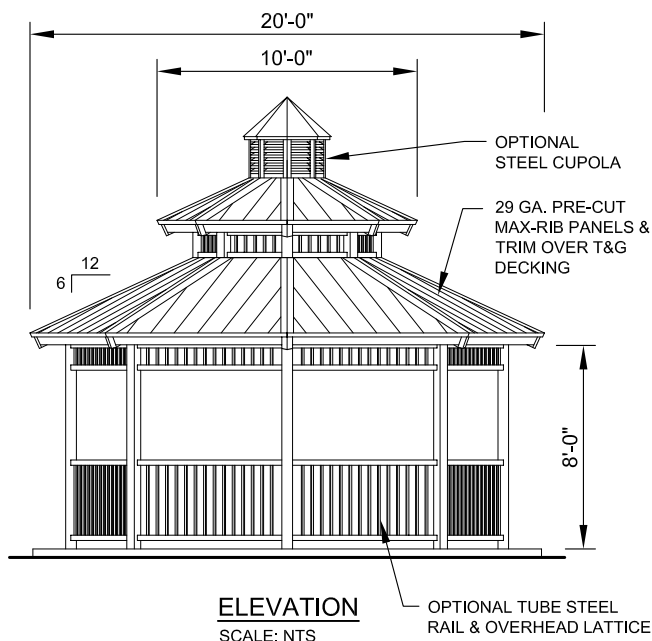 20'-0"
10'-0"
OPTIONAL
STEEL CUPOLA
29 GA. PRE-CUT
MAX-RIB PANELS &
TRIM OVER T&G
DECKING
12
6
8'-0"
ELEVATION
SCALE: NTS
OPTIONAL TUBE STEEL
RAIL & OVERHEAD LATTICE